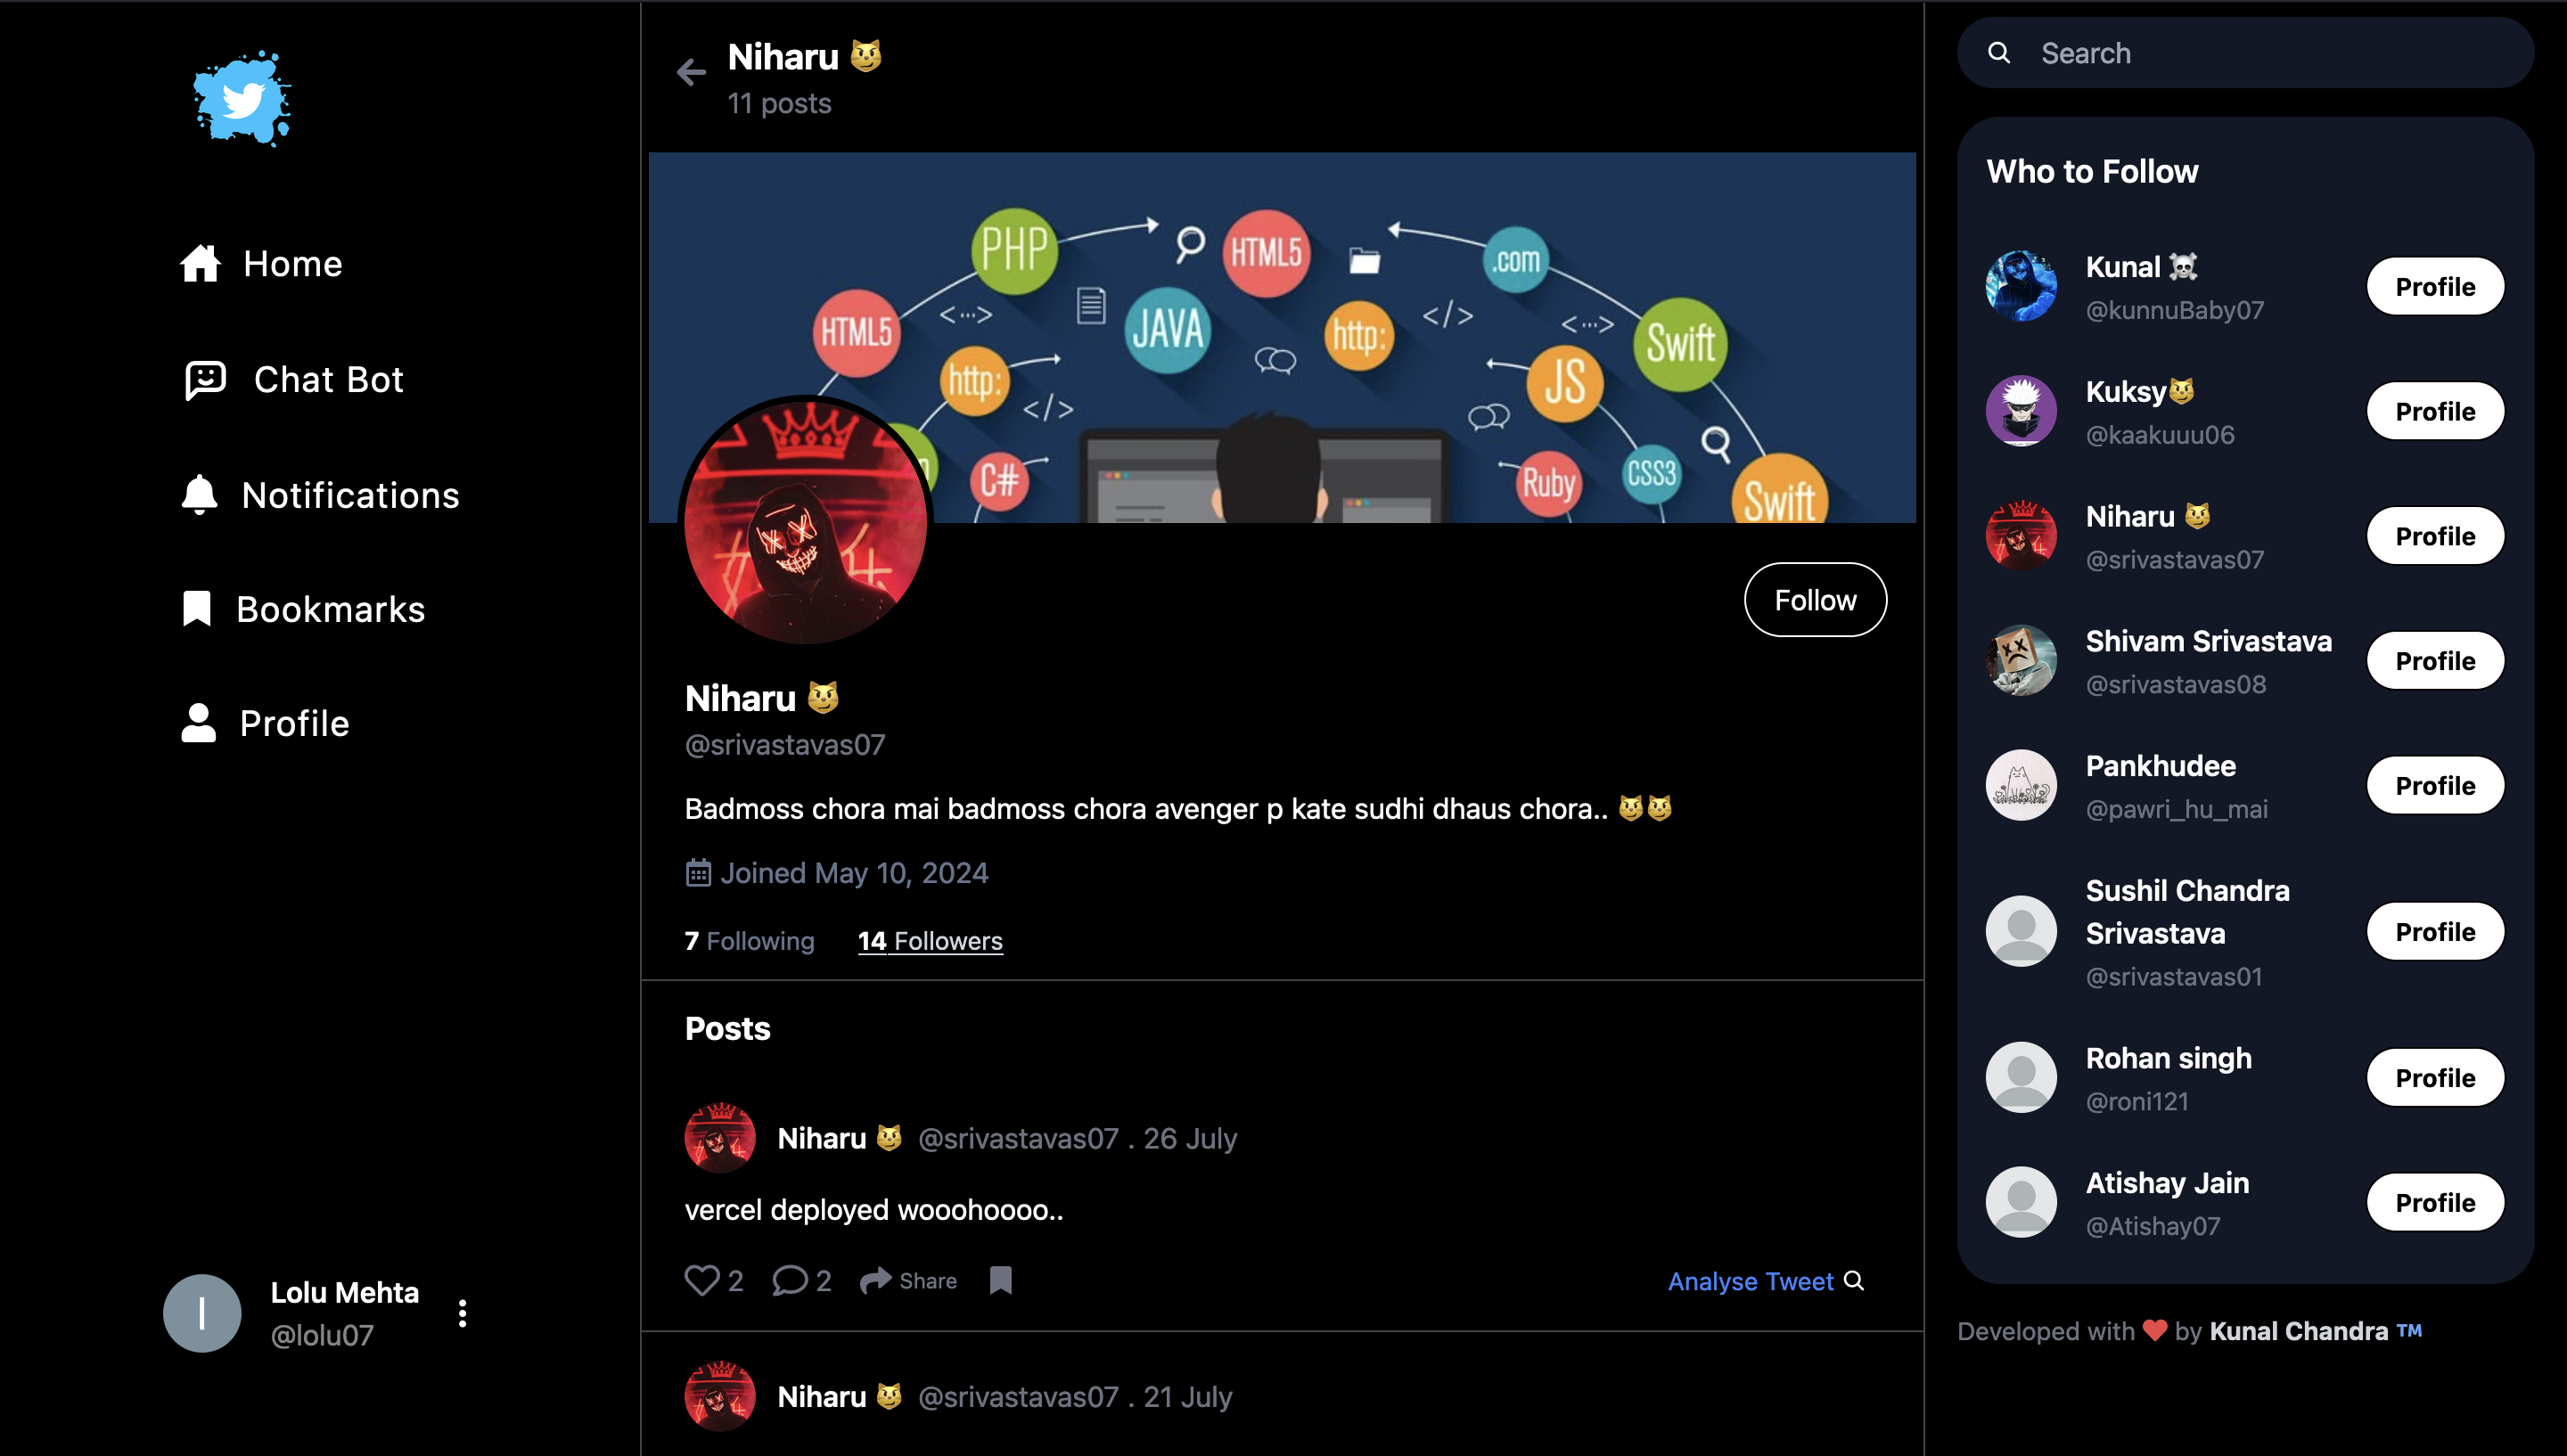 Home
Chat Bot
Notifications
Bookmarks
Profile
l
Lolu Mehta
@lolu07
Niharu 😼
11 posts
PHP
HTML5
.com
HTML5
JAVA
http:
Swift
<···>
</>
<···>
http:
JS
</>
C#
Ruby
CSS3
Swift
Follow
Niharu 😼
@srivastavas07
Badmoss chora mai badmoss chora avenger p kate sudhi dhaus chora.. 😼😼
Joined May 10, 2024
7 Following 14 Followers
Posts
Niharu 😼 @srivastavas07 . 26 July
vercel deployed wooohoooo..
2 2 Share
Analyse Tweet
Niharu 😼 @srivastavas07 . 21 July
Search
Who to Follow
Kunal ☠️
@kunnuBaby07
Profile
Kuksy😼
@kaakuuu06
Profile
Niharu 😼
@srivastavas07
Profile
Shivam Srivastava
@srivastavas08
Profile
Pankhudee
@pawri_hu_mai
Profile
Sushil Chandra
Srivastava
@srivastavas01
Profile
Rohan singh
@roni121
Profile
Atishay Jain
@Atishay07
Profile
Developed with ❤️ by Kunal Chandra ™